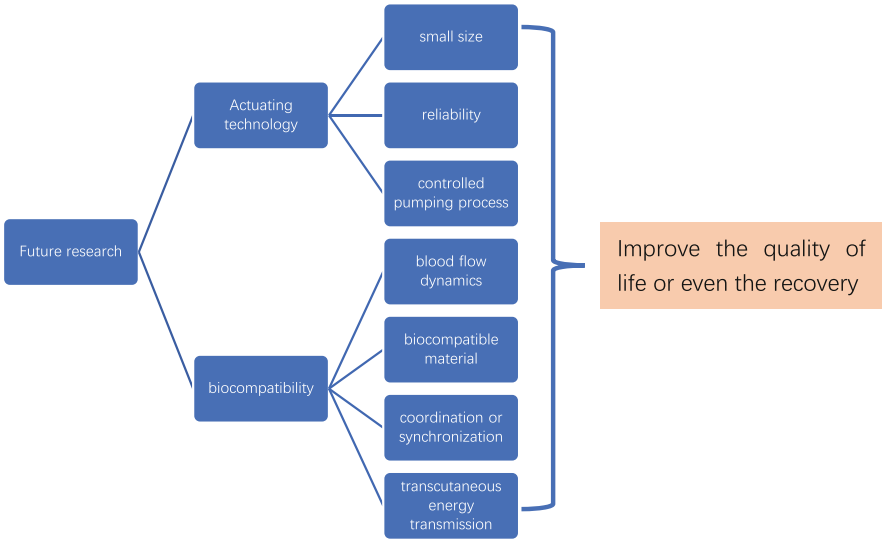 small size
Actuating
technology
reliability
controlled
pumping process
Future research
blood flow
dynamics
biocompatible
material
biocompatibility
coordination or
synchronization
transcutaneous
energy
transmission
Improve the quality of
life or even the recovery